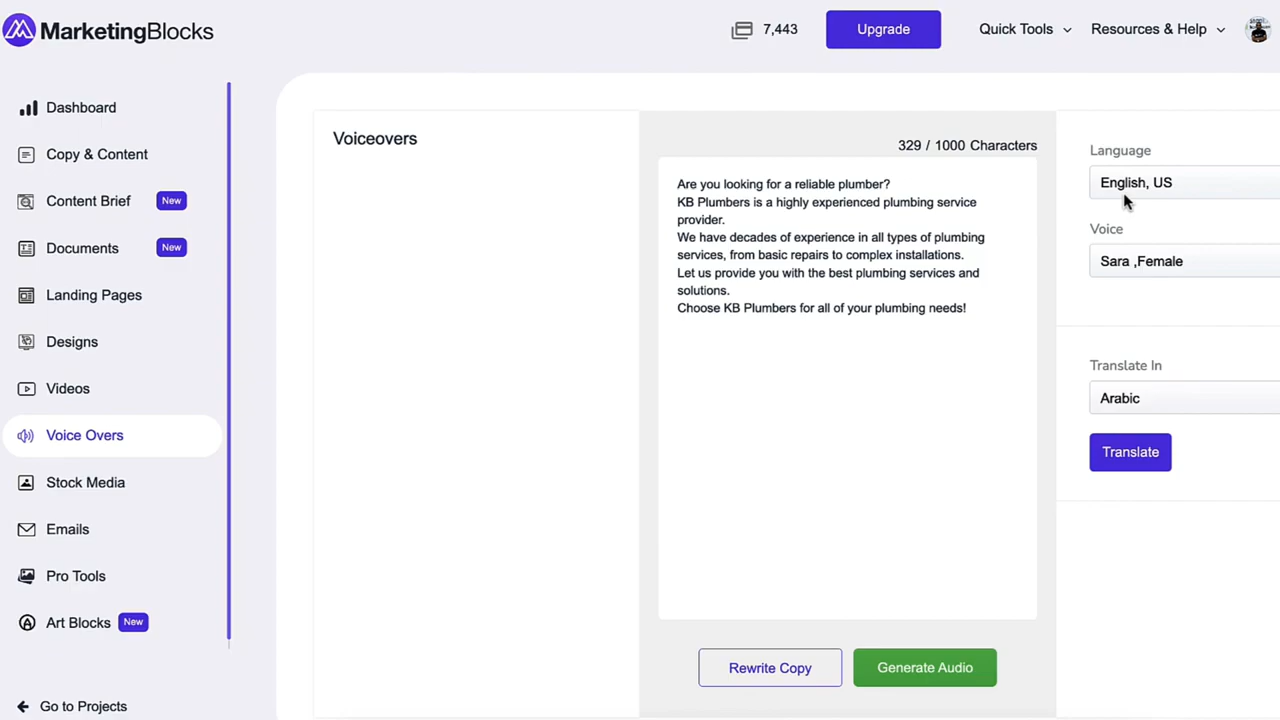 MarketingBlocks
7,443
Upgrade
Quick Tools
Resources & Help
Dashboard
Copy & Content
Content Brief
New
Documents
New
Landing Pages
Designs
Videos
Voice Overs
Stock Media
Emails
Pro Tools
Art Blocks
New
Go to Projects
Voiceovers
329 / 1000 Characters
Are you looking for a reliable plumber?
KB Plumbers is a highly experienced plumbing service
provider.
We have decades of experience in all types of plumbing
services, from basic repairs to complex installations.
Let us provide you with the best plumbing services and
solutions.
Choose KB Plumbers for all of your plumbing needs!
Rewrite Copy
Generate Audio
Language
English, US
Voice
Sara ,Female
Translate In
Arabic
Translate